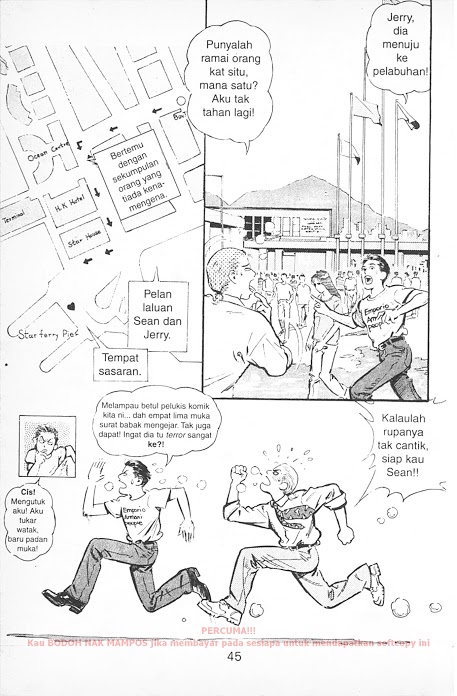 Punyalah
ramai orang
kat situ,
mana satu?
Aku tak
tahan lagi!
Jerry,
dia
menuju
ke
pelabuhan!
Ocean Centre
Bertemu
dengan
sekumpulan
orang yang
tiada kena-
mengena.
Terminal
H.K Hotel
Star House
Star ferry Pier
Pelan
laluan
Sean dan
Jerry.
Tempat
sasaran.
Emporio
Armani
people
Melampau betul pelukis komik
kita ni... dah empat lima muka
surat babak mengejar. Tak juga
dapat! Ingat dia tu terror sangat
ke?!
Kalaulah
rupanya
tak cantik,
siap kau
Sean!!
Cis!
Mengutuk
aku! Aku
tukar
watak,
baru padan
muka!
Emporio
Armani
people
PERCUMA!!!
Kau BODOH NAK MAMPOS jika membayar pada sesiapa untuk mendapatkan softcopy ini
45